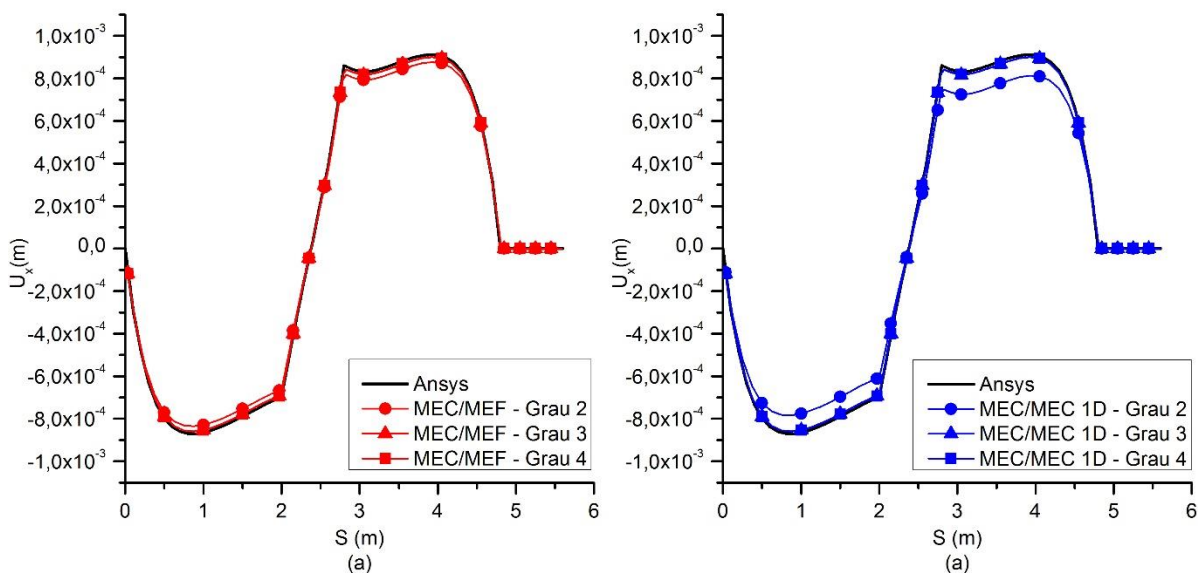 1,0x10⁻³
8,0x10⁻⁴
6,0x10⁻⁴
4,0x10⁻⁴
2,0x10⁻⁴
0,0
-2,0x10⁻⁴
-4,0x10⁻⁴
-6,0x10⁻⁴
-8,0x10⁻⁴
-1,0x10⁻³
Uₓ(m)
Ansys
MEC/MEF - Grau 2
MEC/MEF - Grau 3
MEC/MEF - Grau 4
0 1 2 3 4 5 6
S (m)
(a)
1,0x10⁻³
8,0x10⁻⁴
6,0x10⁻⁴
4,0x10⁻⁴
2,0x10⁻⁴
0,0
-2,0x10⁻⁴
-4,0x10⁻⁴
-6,0x10⁻⁴
-8,0x10⁻⁴
-1,0x10⁻³
Uₓ(m)
Ansys
MEC/MEC 1D - Grau 2
MEC/MEC 1D - Grau 3
MEC/MEC 1D - Grau 4
0 1 2 3 4 5 6
S (m)
(a)